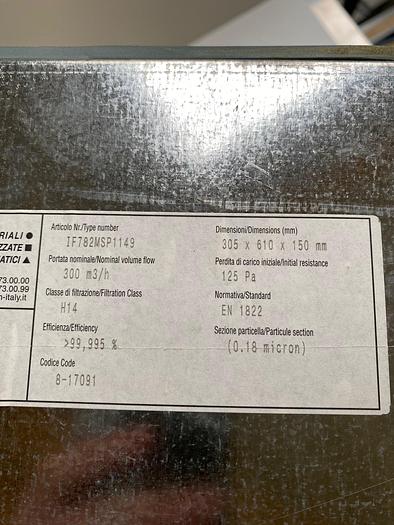 RIALI ●
ZZATE ■
ATICI ▲
73.00.00
73.00.99
n-italy.it
Articolo Nr./Type number
IF782MSP1149
Dimensioni/Dimensions (mm)
305 x 610 x 150 mm
Portata nominale/Nominal volume flow
300 m3/h
Perdita di carico iniziale/Initial resistance
125 Pa
Classe di filtrazione/Filtration Class
H14
Normativa/Standard
EN 1822
Efficienza/Efficiency
>99,995 %
Sezione particella/Particule section
(0.18 micron)
Codice Code
8-17091